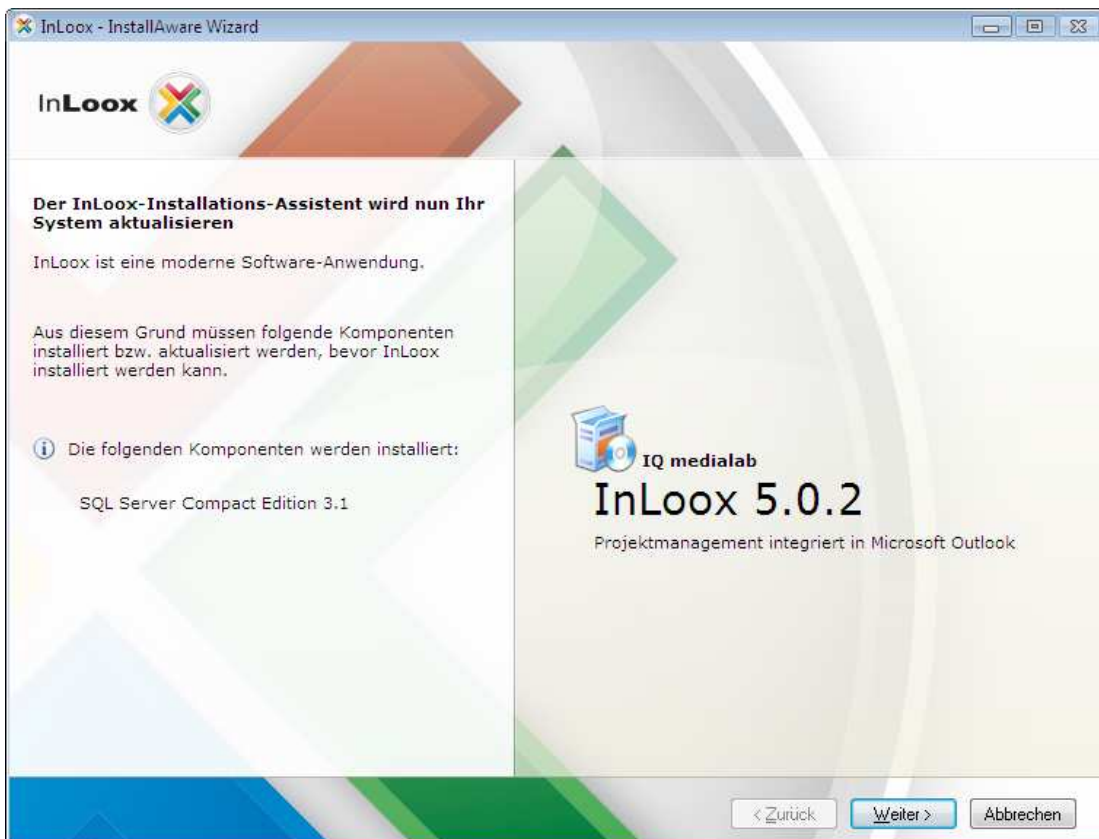 InLoox - InstallAware Wizard
InLoox
Der InLoox-Installations-Assistent wird nun Ihr
System aktualisieren
InLoox ist eine moderne Software-Anwendung.
Aus diesem Grund müssen folgende Komponenten
installiert bzw. aktualisiert werden, bevor InLoox
installiert werden kann.
Die folgenden Komponenten werden installiert:
SQL Server Compact Edition 3.1
IQ medialab
InLoox 5.0.2
Projektmanagement integriert in Microsoft Outlook
< Zurück
Weiter >
Abbrechen